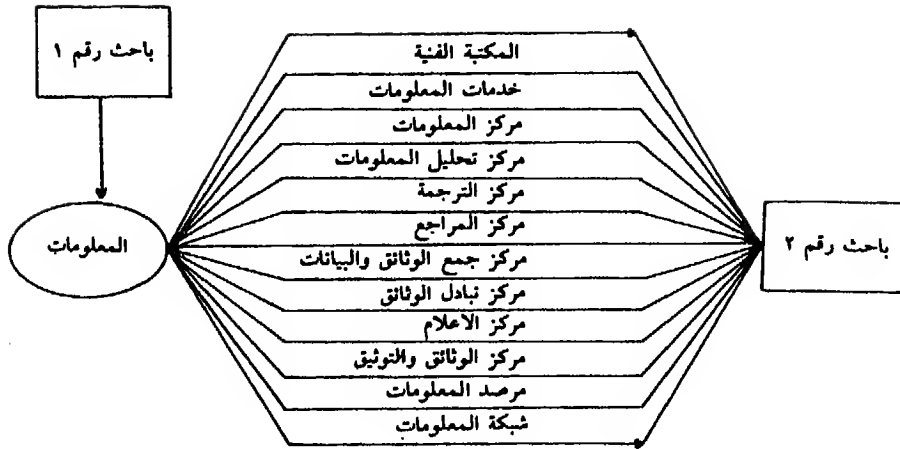 باحث رقم ١
المكتبة الفنية
خدمات المعلومات
مركز المعلومات
مركز تحليل المعلومات
مركز الترجمة
مركز المراجع
المعلومات
باحث رقم ٢
مركز جمع الوثائق والبيانات
مركز تبادل الوثائق
مركز الاعلام
مركز الوثائق والتوثيق
مرصد المعلومات
شبكة المعلومات